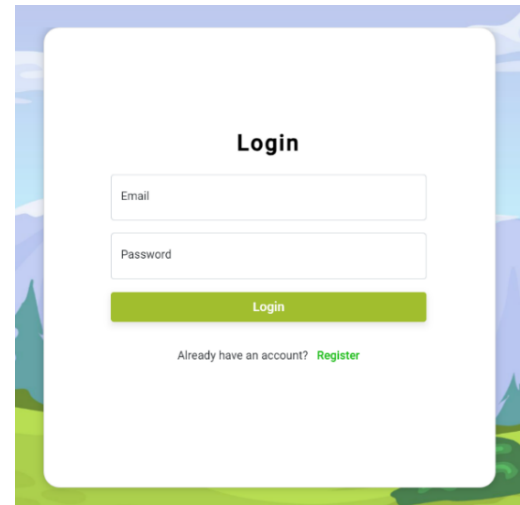 Login
Email
Password
Login
Already have an account? Register